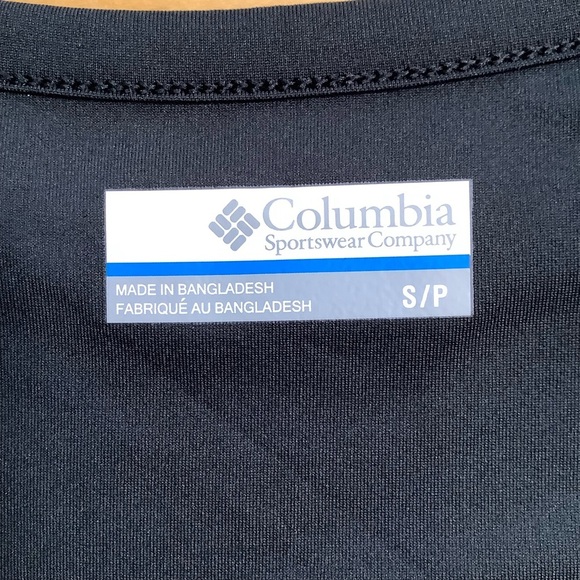 Columbia
Sportswear Company
MADE IN BANGLADESH
FABRIQUÉ AU BANGLADESH
S/P